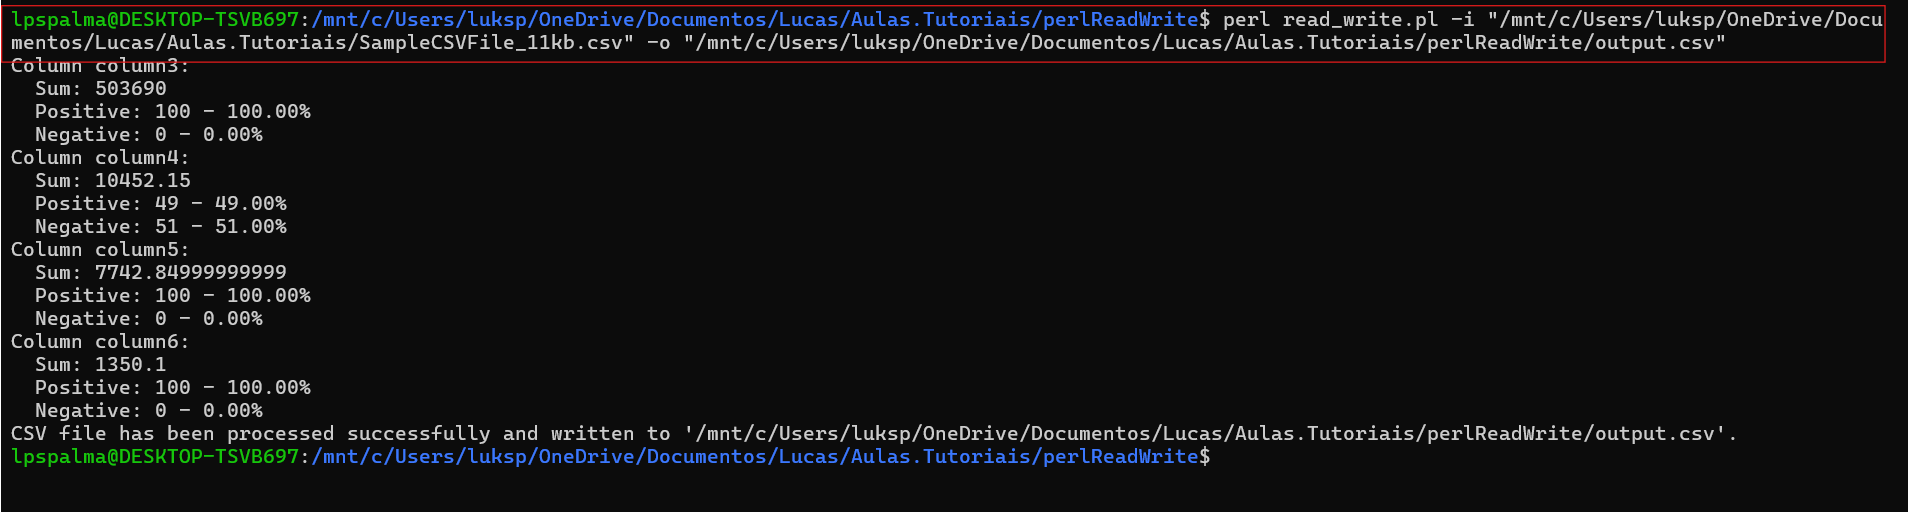 lpspalma@DESKTOP-TSVB697:/mnt/c/Users/luksp/OneDrive/Documentos/Lucas/Aulas.Tutoriais/perlReadWrite$ perl read_write.pl -i "/mnt/c/Users/luksp/OneDrive/Docu
mentos/Lucas/Aulas.Tutoriais/SampleCSVFile_11kb.csv" -o "/mnt/c/Users/luksp/OneDrive/Documentos/Lucas/Aulas.Tutoriais/perlReadWrite/output.csv"
Column column3:
  Sum: 503690
  Positive: 100 - 100.00%
  Negative: 0 - 0.00%
Column column4:
  Sum: 10452.15
  Positive: 49 - 49.00%
  Negative: 51 - 51.00%
Column column5:
  Sum: 7742.84999999999
  Positive: 100 - 100.00%
  Negative: 0 - 0.00%
Column column6:
  Sum: 1350.1
  Positive: 100 - 100.00%
  Negative: 0 - 0.00%
CSV file has been processed successfully and written to '/mnt/c/Users/luksp/OneDrive/Documentos/Lucas/Aulas.Tutoriais/perlReadWrite/output.csv'.
lpspalma@DESKTOP-TSVB697:/mnt/c/Users/luksp/OneDrive/Documentos/Lucas/Aulas.Tutoriais/perlReadWrite$